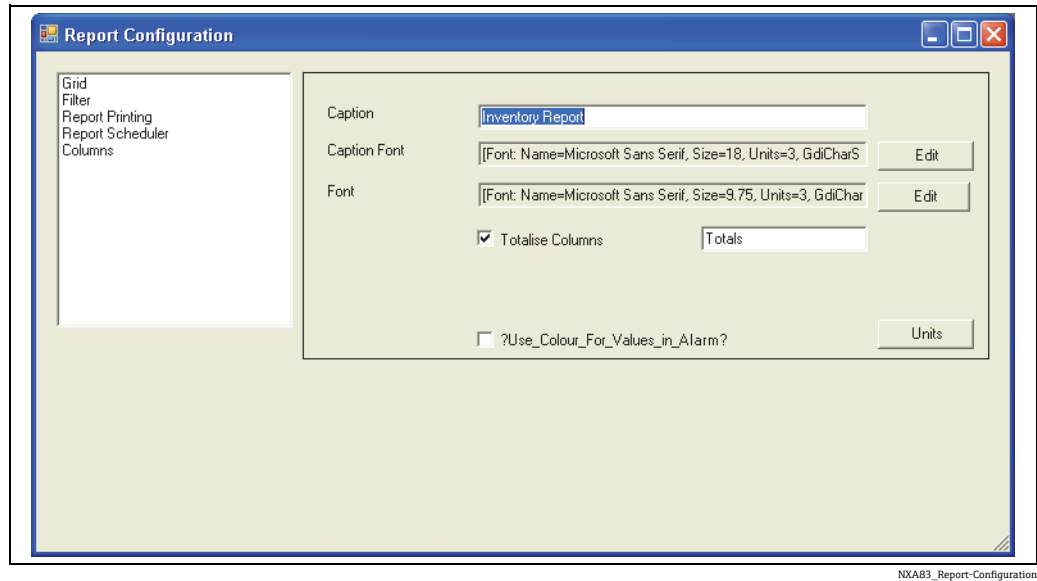 Report Configuration
Grid
Filter
Report Printing
Report Scheduler
Columns
Caption
Inventory Report
Caption Font
[Font: Name=Microsoft Sans Serif, Size=18, Units=3, GdiCharS
Edit
Font
[Font: Name=Microsoft Sans Serif, Size=9.75, Units=3, GdiChar
Edit
Totalise Columns
Totals
?Use_Colour_For_Values_in_Alarm?
Units
NXA83_Report-Configuration